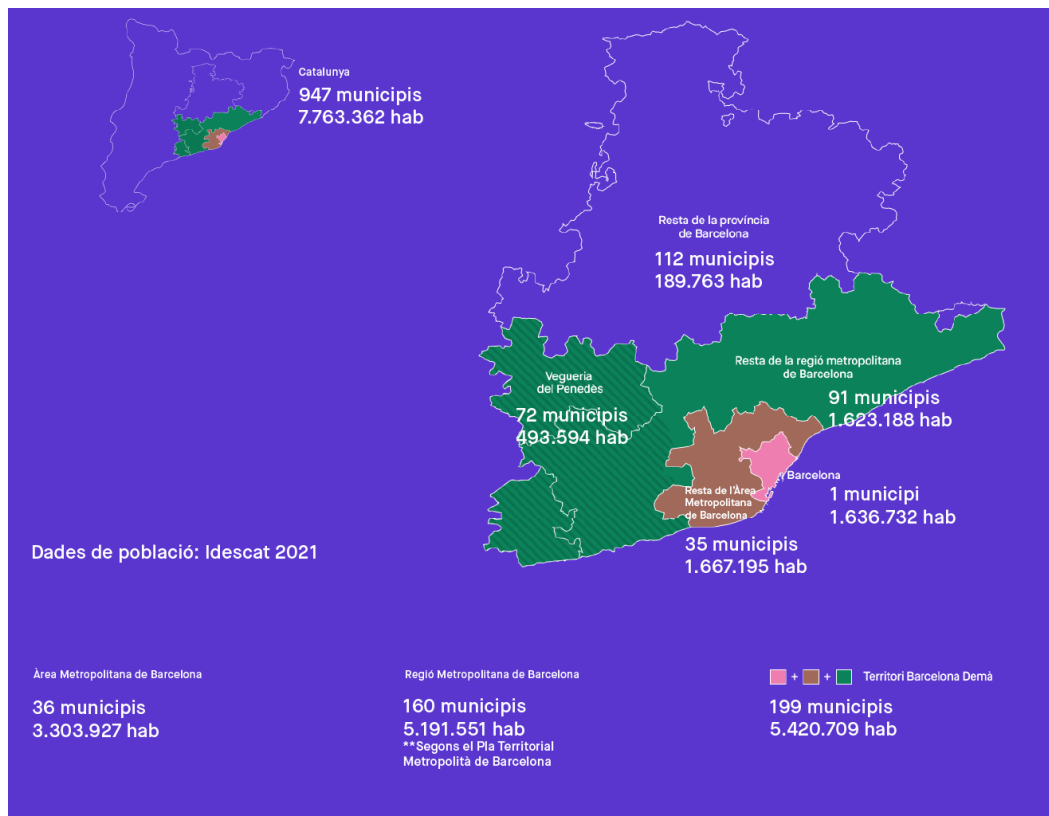 Catalunya
947 municipis
7.763.362 hab
Resta de la província
de Barcelona
112 municipis
189.763 hab
Resta de la regió metropolitana
de Barcelona
91 municipis
1.623.188 hab
Vegueria
del Penedès
72 municipis
493.594 hab
Barcelona
1 municipi
1.636.732 hab
Resta de l'Àrea
Metropolitana
de Barcelona
35 municipis
1.667.195 hab
Dades de població: Idescat 2021
Àrea Metropolitana de Barcelona
36 municipis
3.303.927 hab
Regió Metropolitana de Barcelona
160 municipis
5.191.551 hab
**Segons el Pla Territorial
Metropolità de Barcelona
+ + Territori Barcelona Demà
199 municipis
5.420.709 hab